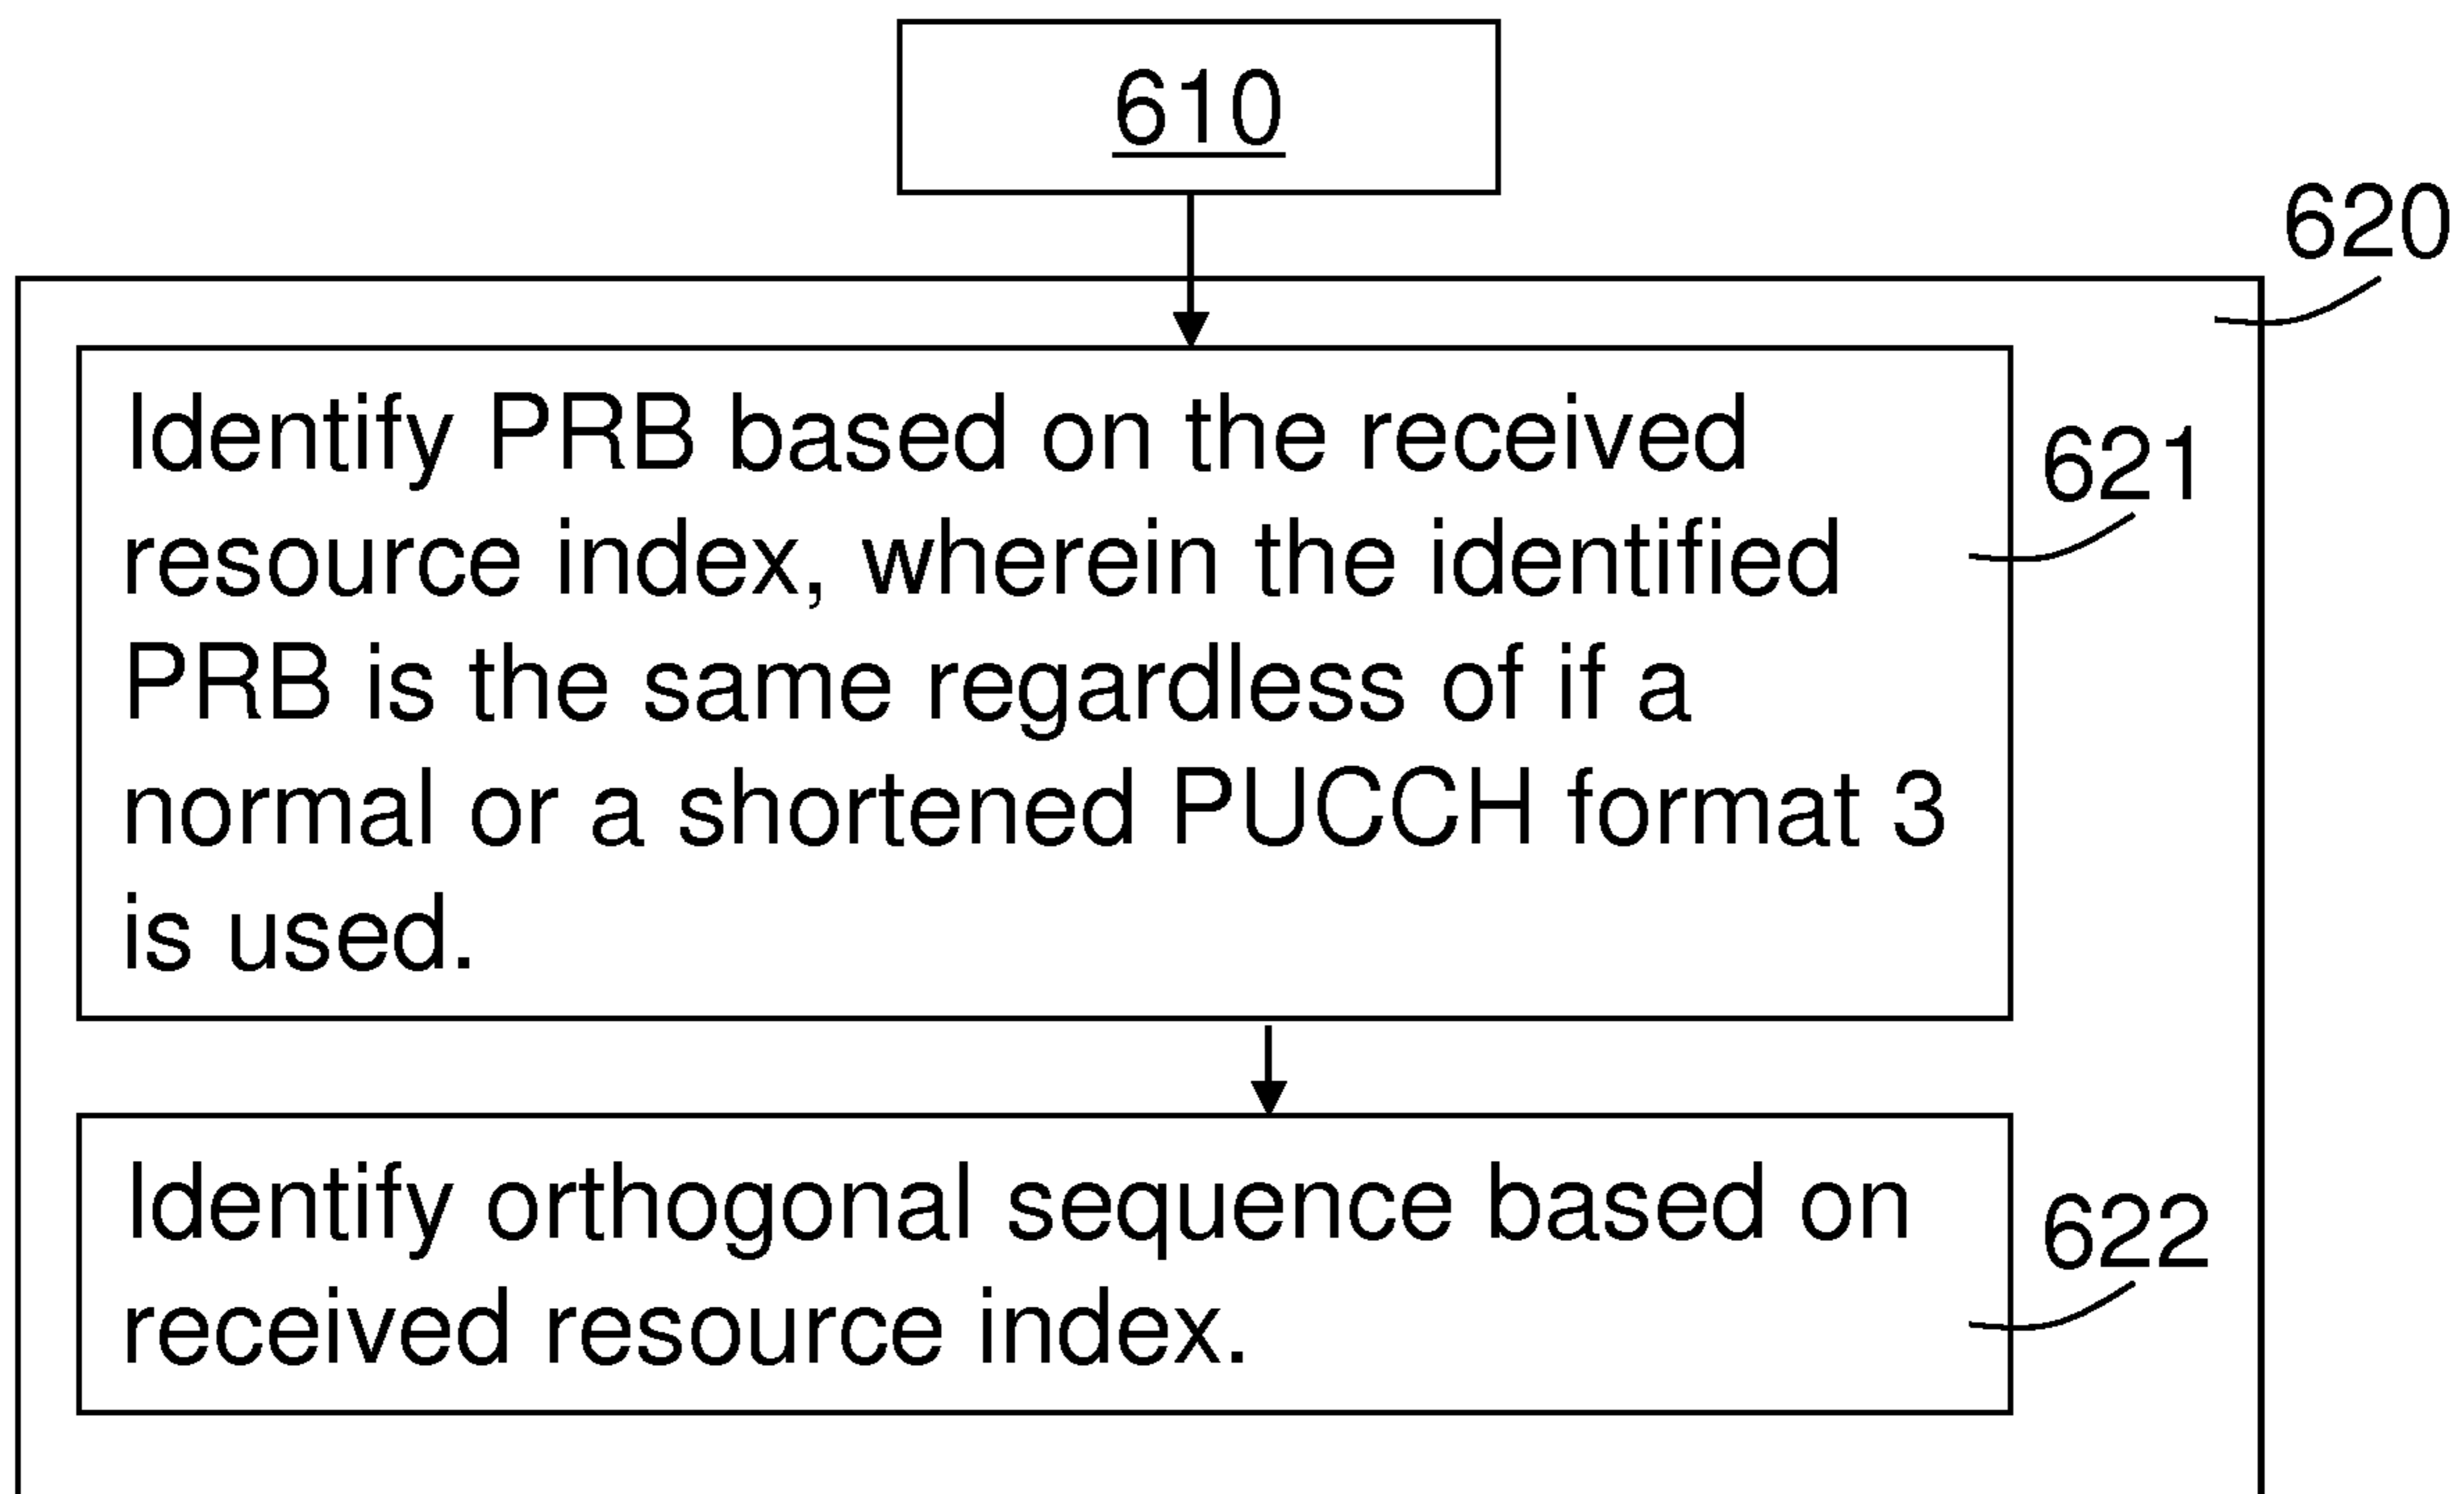 610
620
Identify PRB based on the received
resource index, wherein the identified
PRB is the same regardless of if a
normal or a shortened PUCCH format 3
is used.
621
Identify orthogonal sequence based on
received resource index.
622